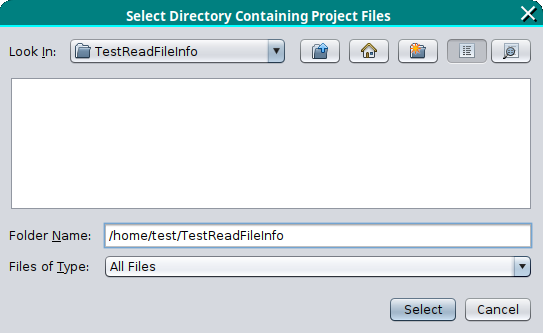 Select Directory Containing Project Files
Look In: TestReadFileInfo
Folder Name: /home/test/TestReadFileInfo
Files of Type: All Files
Select Cancel